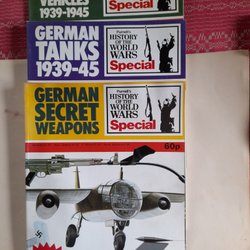 VEHICLES
1939-1945
Special
GERMAN
TANKS
1939-45
Purnell's
HISTORY
OF THE
WORLD
WARS
Special
GERMAN
SECRET
WEAPONS
Purnell's
HISTORY
OF THE
WORLD
WARS
Special
60p